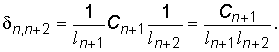 δₙ,ₙ₊₂ = 1/lₙ₊₁ Cₙ₊₁ 1/lₙ₊₂ = Cₙ₊₁/(lₙ₊₁lₙ₊₂).